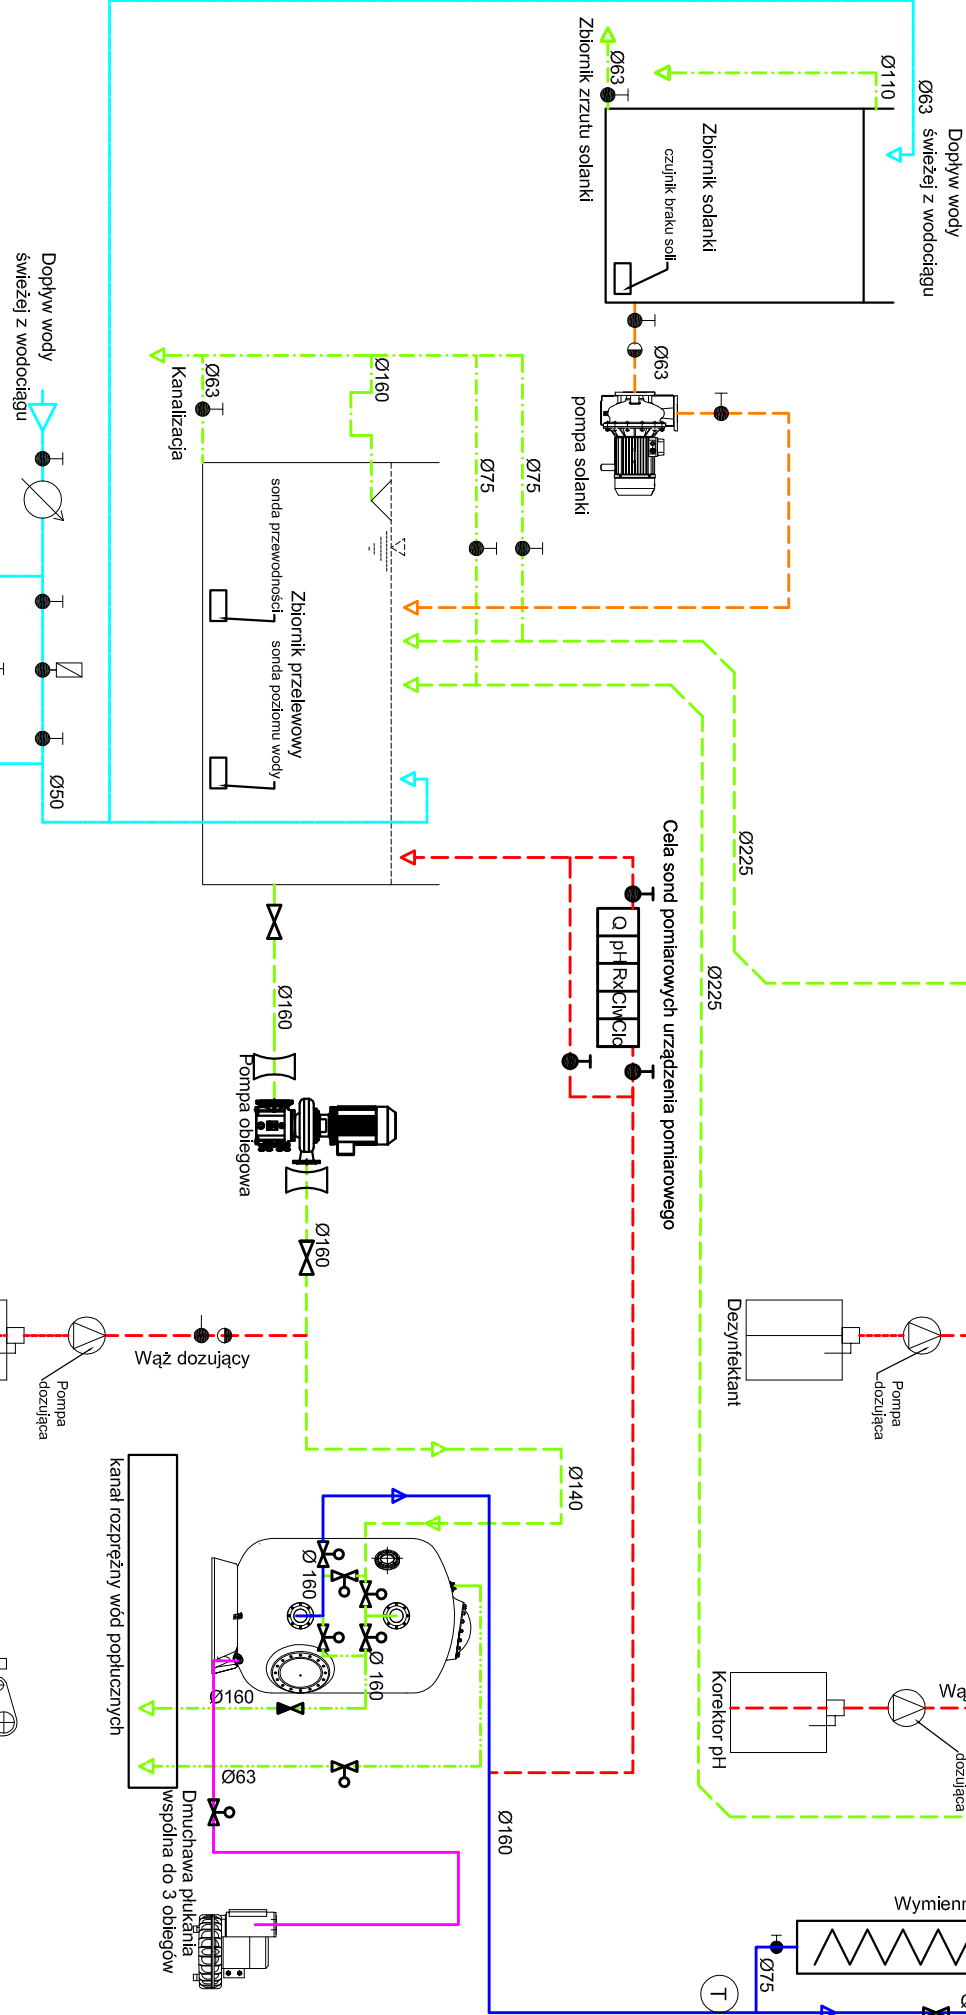 Dopływ wody
świeżej z wodociągu
Ø63
Ø110
Ø63
Zbiornik zrzutu solanki
Zbiornik solanki
czujnik braku soli
Ø63
pompa solanki
Dopływ wody
świeżej z wodociągu
Ø50
Kanalizacja
Ø63
Ø160
Ø75
Ø75
sonda przewodności
Zbiornik przelewowy
sonda poziomu wody
Ø225
Ø225
Cela sond pomiarowych urządzenia pomiarowego
Q
pH
Rx
Ø160
Pompa obiegowa
Ø160
Wąż dozujący
Pompa
dozująca
Dezynfektant
Pompa
dozująca
Ø140
kanał rozprężny wód popłucznych
Ø 160
Ø 160
Ø160
Ø63
Korektor pH
dozująca
Ø160
Dmuchawa płukania
wspólna do 3 obiegów
Ø75
T